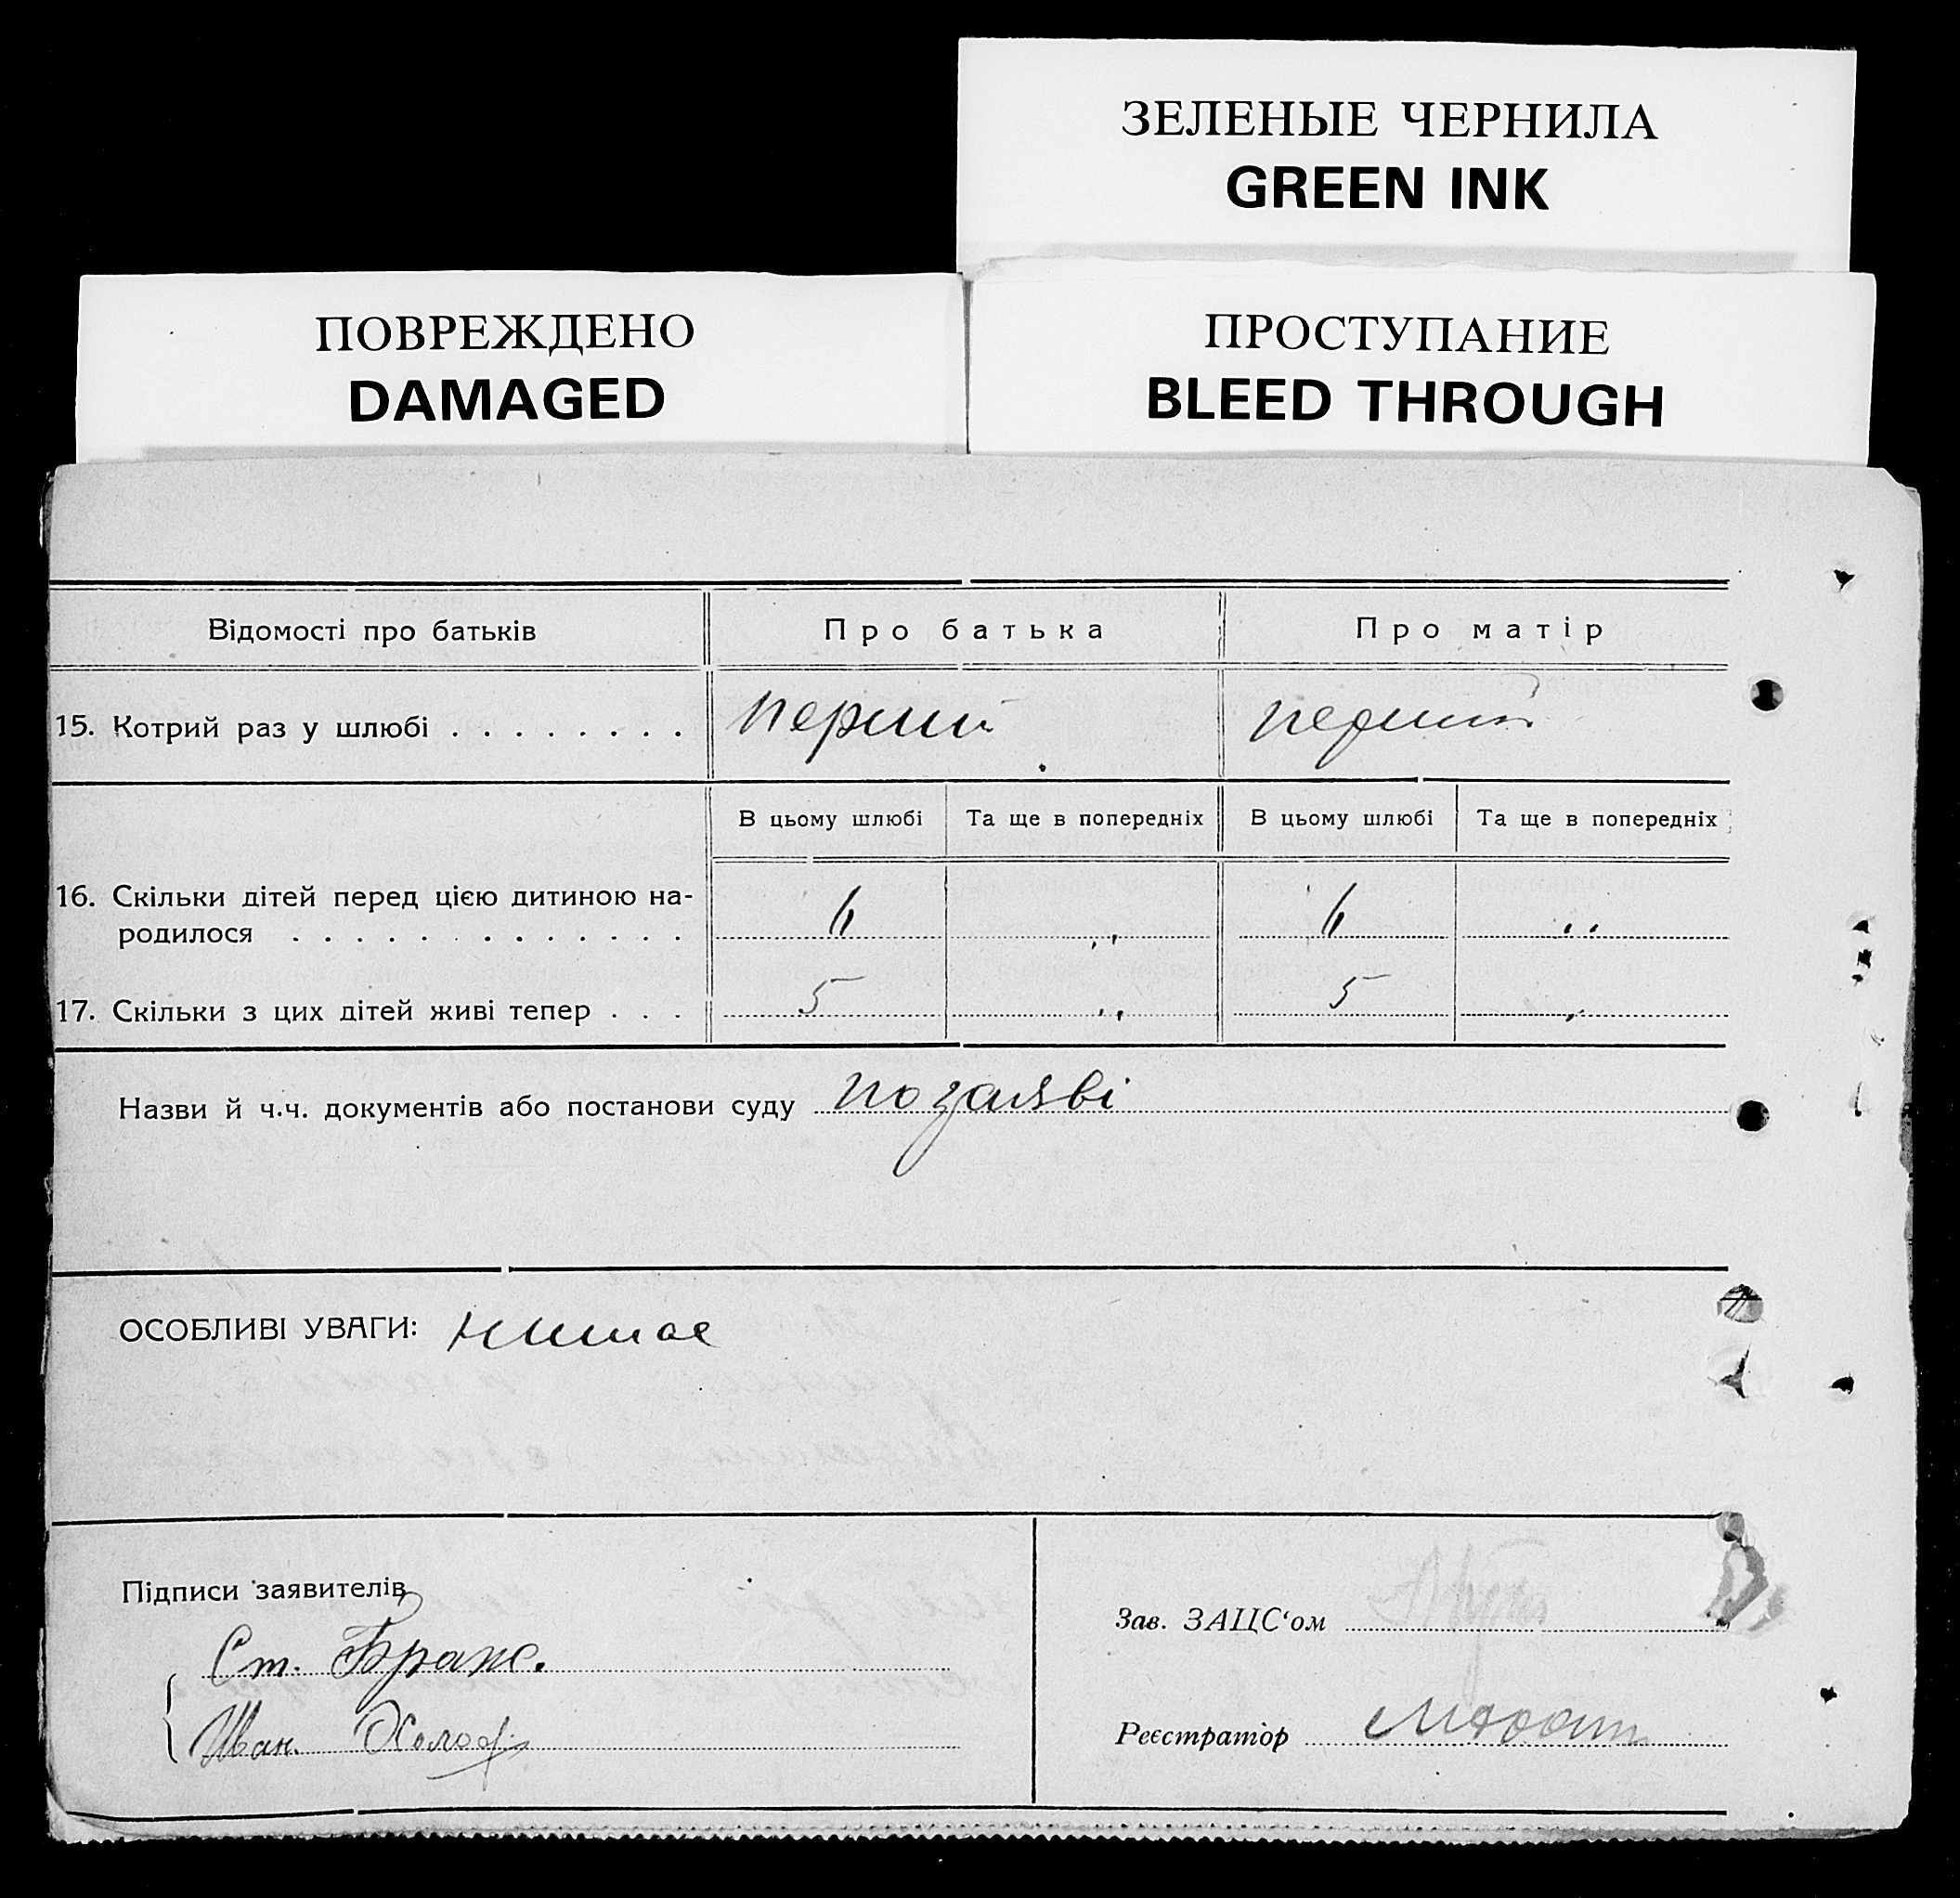 ЗЕЛЕНЫЕ ЧЕРНИЛА
GREEN INK
ПОВРЕЖДЕНО
DAMAGED
ПРОСТУПАНИЕ
BLEED THROUGH
Відомості про батьків Про батька Про матір
15. Котрий раз у шлюбі . . . . . . . . перший перший
В цьому шлюбі Та ще в попередніх В цьому шлюбі Та ще в попередніх
16. Скільки дітей перед цією дитиною на-
родилося . . . . . . . . . . . . . 6 „ 6 „
17. Скільки з цих дітей живі тепер . . . 5 „ 5 „
Назви й ч.ч. документів або постанови суду по заяві
ОСОБЛИВІ УВАГИ: немає
Підписи заявителів
Ст.
Іван.
Зав. ЗАЦС‘ом
Реєстратор